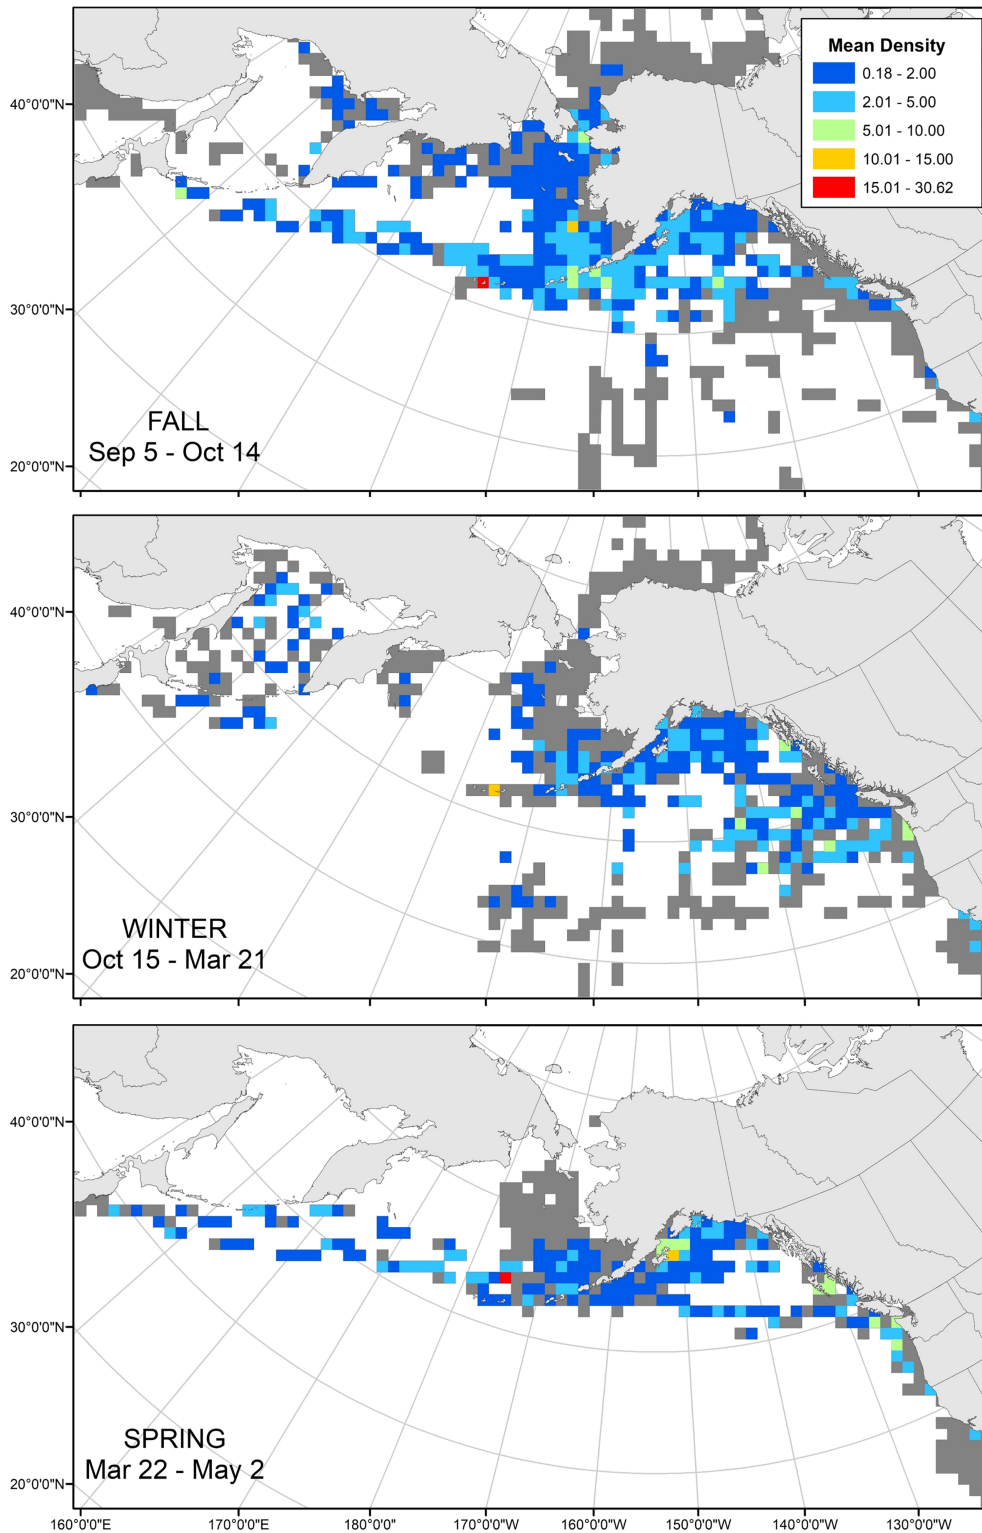 Mean Density
0.18 - 2.00
2.01 - 5.00
5.01 - 10.00
10.01 - 15.00
15.01 - 30.62
40°0'0"N
30°0'0"N
20°0'0"N
FALL
Sep 5 - Oct 14
40°0'0"N
30°0'0"N
20°0'0"N
WINTER
Oct 15 - Mar 21
40°0'0"N
30°0'0"N
20°0'0"N
SPRING
Mar 22 - May 2
160°0'0"E 170°0'0"E 180°0'0" 170°0'0"W 160°0'0"W 150°0'0"W 140°0'0"W 130°0'0"W